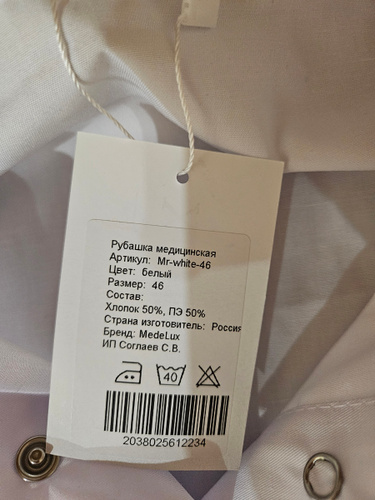 Рубашка медицинская
Артикул: Mr-white-46
Цвет: белый
Размер: 46
Состав:
Хлопок 50%, ПЭ 50%
Страна изготовитель: Россия
Бренд: MedeLux
ИП Соглаев С.В.
40
2038025612234